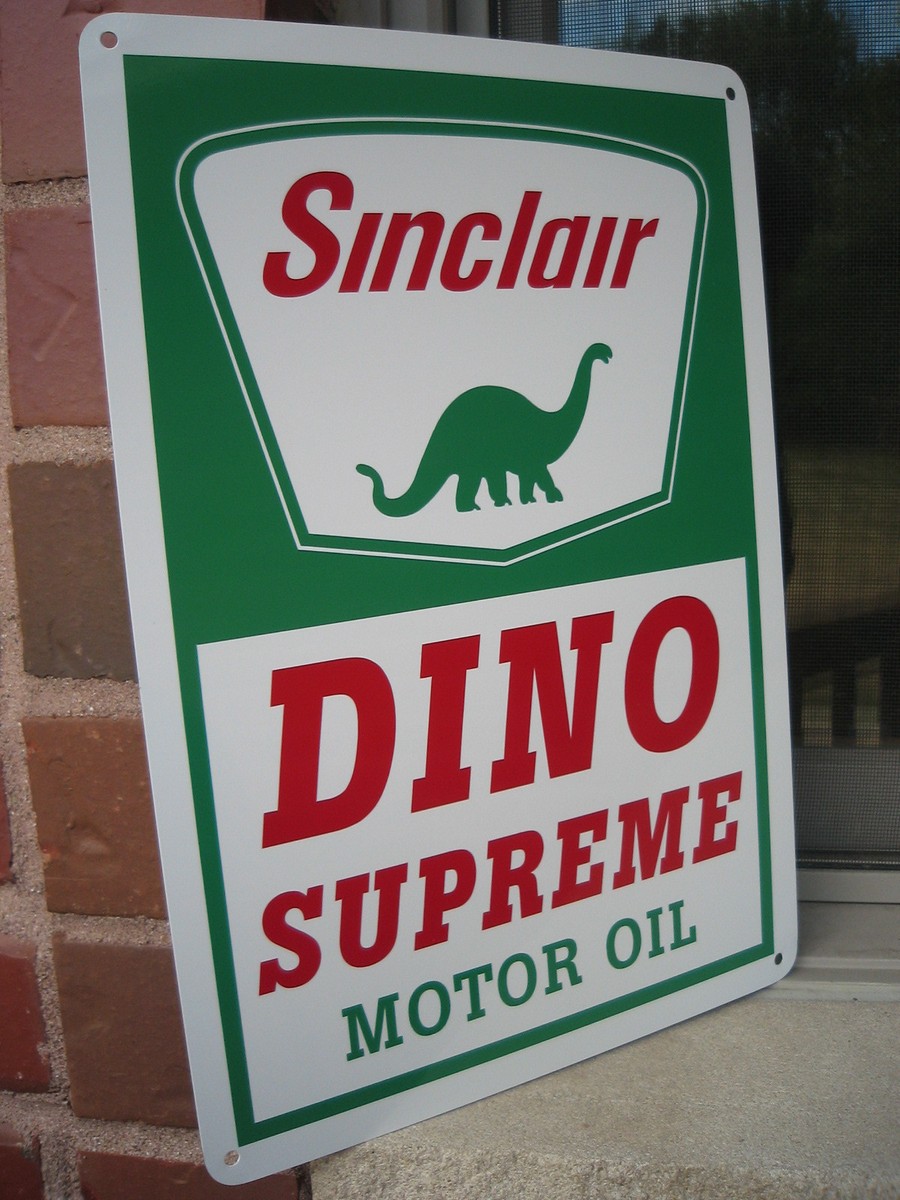 Sinclair
DINO
SUPREME
MOTOR OIL